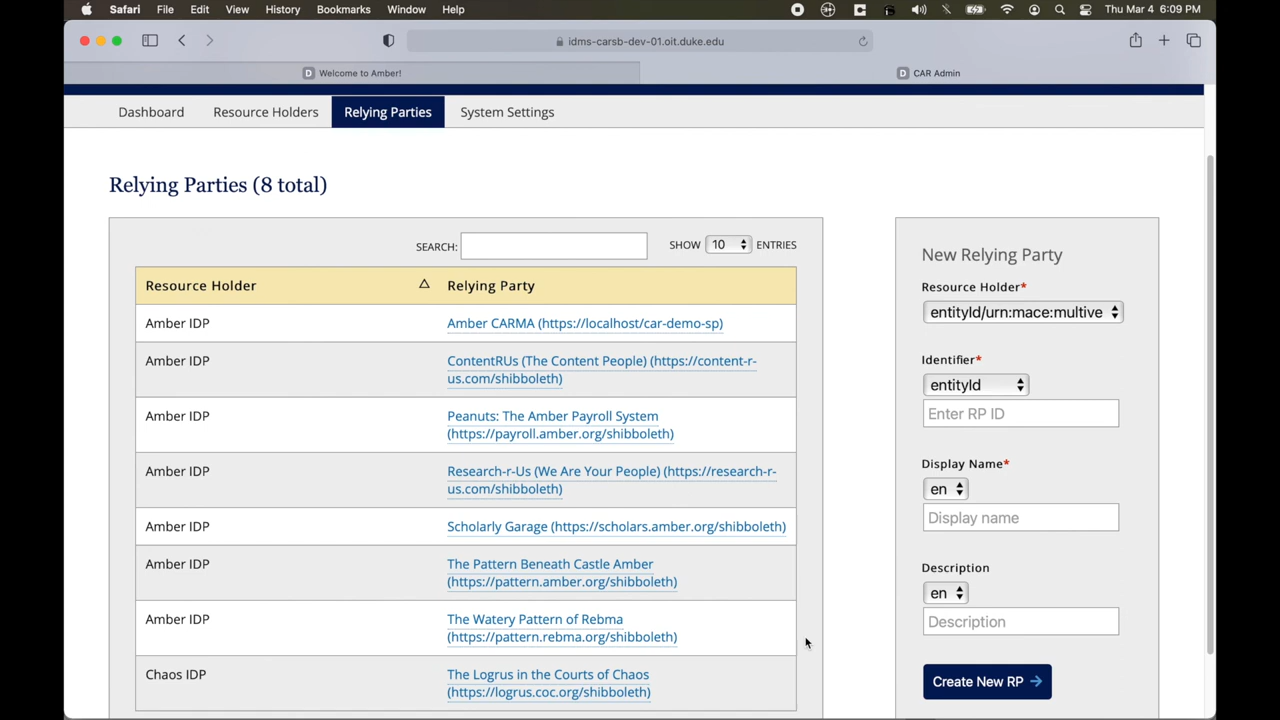 Safari File Edit View History Bookmarks Window Help Thu Mar 4 6:09 PM
idms-carsb-dev-01.oit.duke.edu
D Welcome to Amber! D CAR Admin
Dashboard Resource Holders Relying Parties System Settings
Relying Parties (8 total)
SEARCH: SHOW 10 ENTRIES
Resource Holder Relying Party
Amber IDP Amber CARMA (https://localhost/car-demo-sp)
Amber IDP ContentRUs (The Content People) (https://content-r-
us.com/shibboleth)
Amber IDP Peanuts: The Amber Payroll System
(https://payroll.amber.org/shibboleth)
Amber IDP Research-r-Us (We Are Your People) (https://research-r-
us.com/shibboleth)
Amber IDP Scholarly Garage (https://scholars.amber.org/shibboleth)
Amber IDP The Pattern Beneath Castle Amber
(https://pattern.amber.org/shibboleth)
Amber IDP The Watery Pattern of Rebma
(https://pattern.rebma.org/shibboleth)
Chaos IDP The Logrus in the Courts of Chaos
(https://logrus.coc.org/shibboleth)
New Relying Party
Resource Holder*
entityId/urn:mace:multive
Identifier*
entityId
Enter RP ID
Display Name*
en
Display name
Description
en
Description
Create New RP →